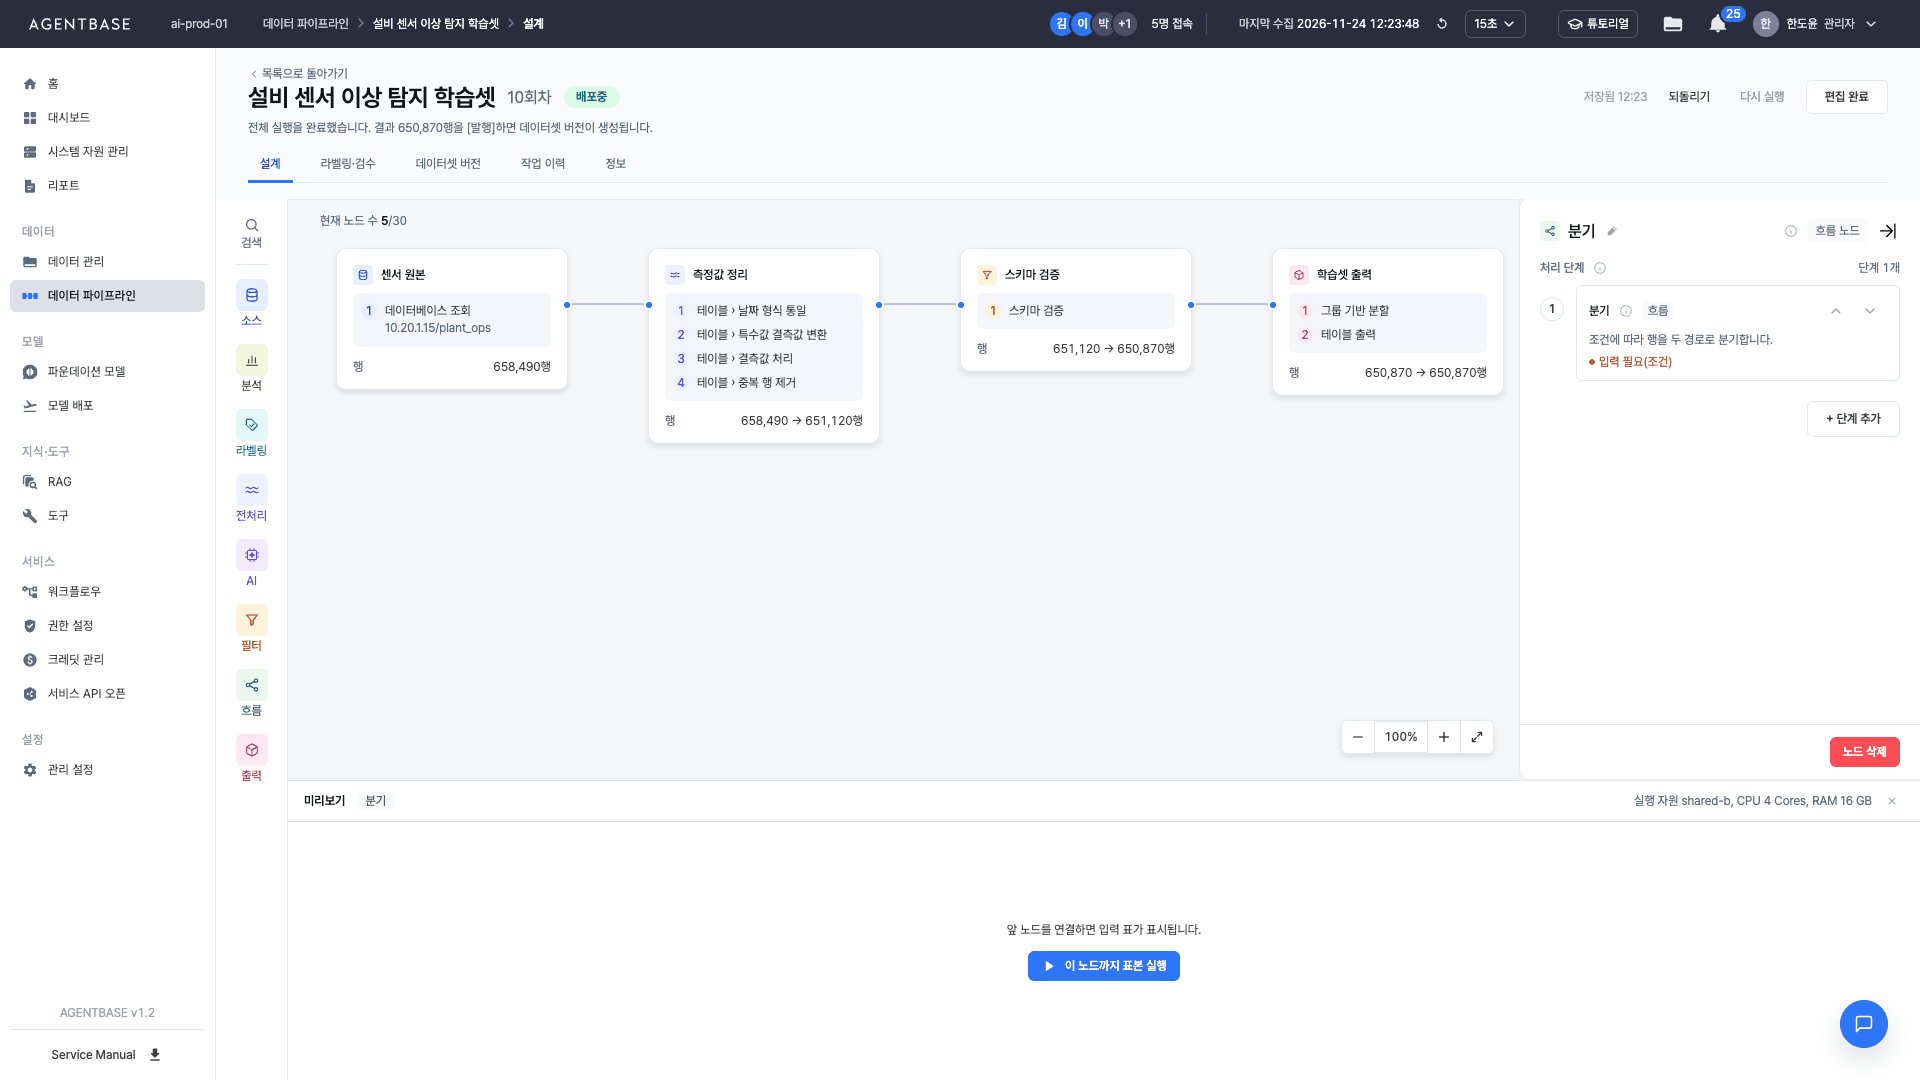 AGENTBASE
ai-prod-01
데이터 파이프라인 > 설비 센서 이상 탐지 학습셋 > 설계
김 이 박 +1 5명 접속
마지막 수집 2026-11-24 12:23:48
15초
튜토리얼
25
한 한도윤 관리자
홈
대시보드
시스템 자원 관리
리포트
데이터
데이터 관리
데이터 파이프라인
모델
파운데이션 모델
모델 배포
지식·도구
RAG
도구
서비스
워크플로우
권한 설정
크레딧 관리
서비스 API 오픈
설정
관리 설정
AGENTBASE v1.2
Service Manual
목록으로 돌아가기
설비 센서 이상 탐지 학습셋 10회차 배포중
전체 실행을 완료했습니다. 결과 650,870행을 [발행]하면 데이터셋 버전이 생성됩니다.
저장됨 12:23 되돌리기 다시 실행 편집 완료
설계 라벨링·검수 데이터셋 버전 작업 이력 정보
검색
소스
분석
라벨링
전처리
AI
필터
흐름
출력
현재 노드 수 5/30
센서 원본
1 데이터베이스 조회
10.20.1.15/plant_ops
행 658,490행
측정값 정리
1 테이블 › 날짜 형식 통일
2 테이블 › 특수값 결측값 변환
3 테이블 › 결측값 처리
4 테이블 › 중복 행 제거
행 658,490 → 651,120행
스키마 검증
1 스키마 검증
행 651,120 → 650,870행
학습셋 출력
1 그룹 기반 분할
2 테이블 출력
행 650,870 → 650,870행
100%
분기
흐름 노드
처리 단계
단계 1개
1
분기 흐름
조건에 따라 행을 두 경로로 분기합니다.
입력 필요(조건)
+ 단계 추가
노드 삭제
미리보기 분기
실행 자원 shared-b, CPU 4 Cores, RAM 16 GB
앞 노드를 연결하면 입력 표가 표시됩니다.
이 노드까지 표본 실행